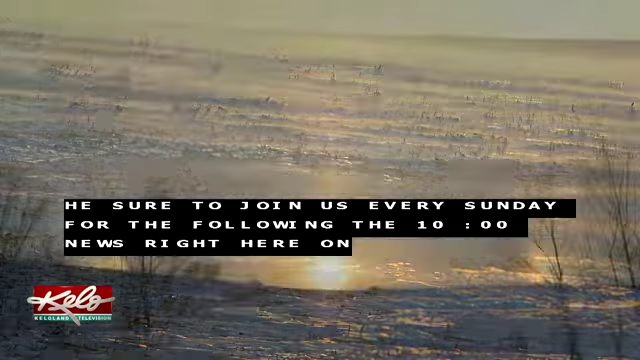 HE SURE TO JOIN US EVERY SUNDAY
FOR THE FOLLOWING THE 10 :00
NEWS RIGHT HERE ON
Kelo
KELOLAND TELEVISION